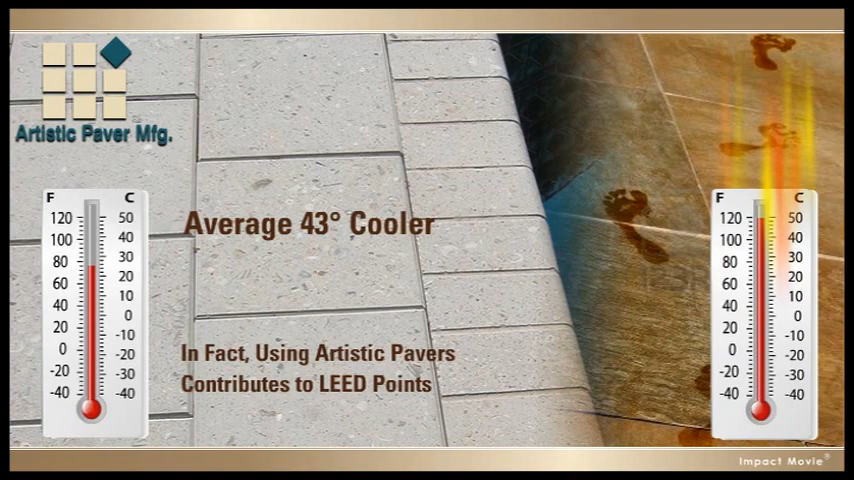 Artistic Paver Mfg.
F C
120 50
100 40
80 30
60 20
40 10
20 0
0 -10
-20 -20
-40 -30
-40
Average 43° Cooler
In Fact, Using Artistic Pavers
Contributes to LEED Points
F C
120 50
100 40
80 30
60 20
40 10
20 0
0 -10
-20 -20
-40 -30
-40
Impact Movie®